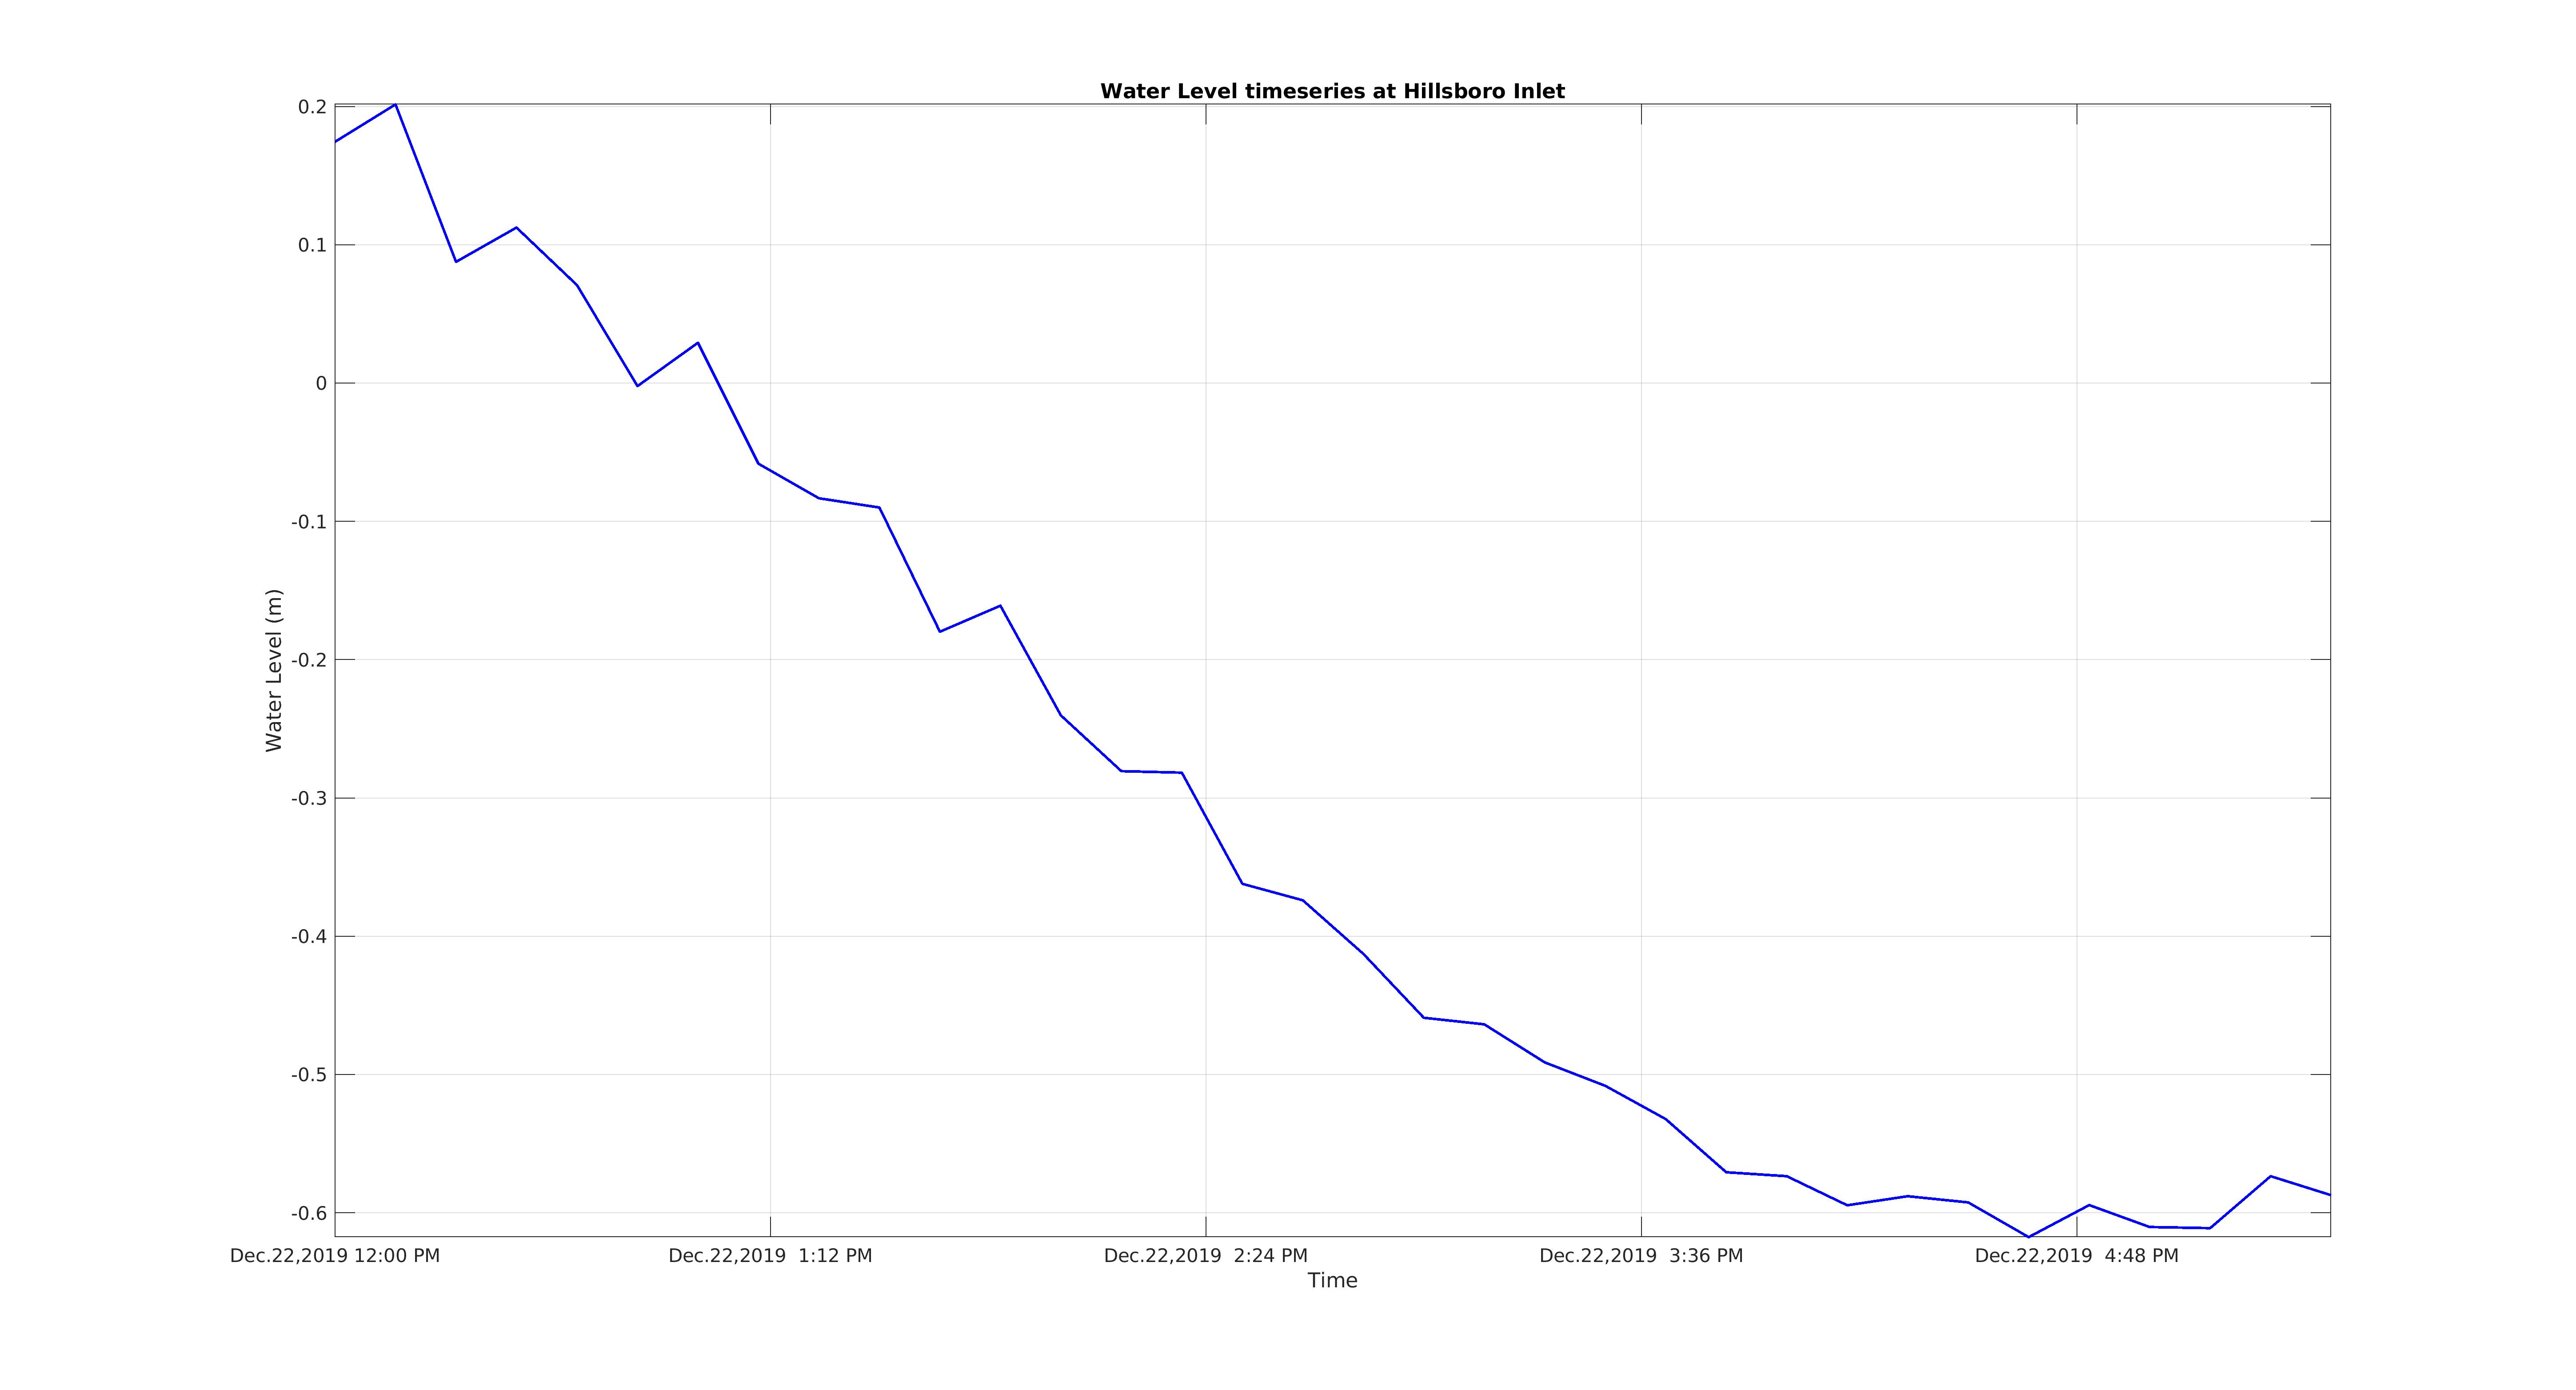 Water Level timeseries at Hillsboro Inlet
0.2
0.1
0
-0.1
-0.2
-0.3
-0.4
-0.5
-0.6
Water Level (m)
Dec.22,2019 12:00 PM
Dec.22,2019  1:12 PM
Dec.22,2019  2:24 PM
Dec.22,2019  3:36 PM
Dec.22,2019  4:48 PM
Time